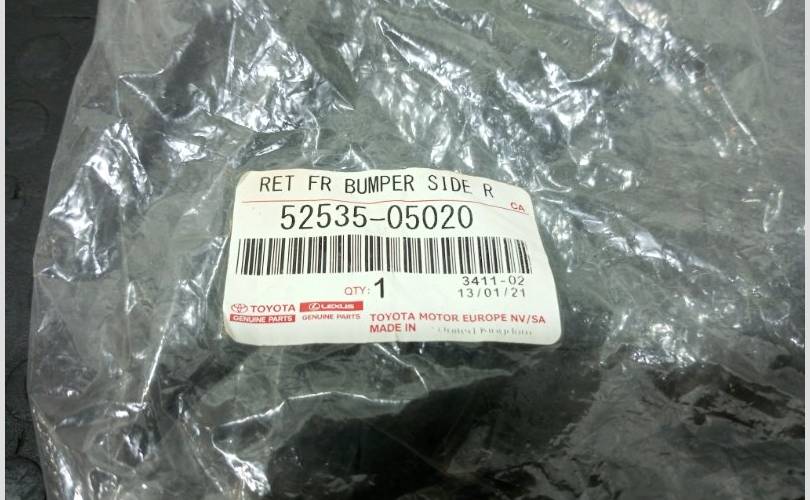 RET FR BUMPER SIDE R
CA
52535-05020
QTY: 1
3411-02
13/01/21
TOYOTA
GENUINE PARTS
LEXUS
GENUINE PARTS
TOYOTA MOTOR EUROPE NV/SA
MADE IN United Kingdom